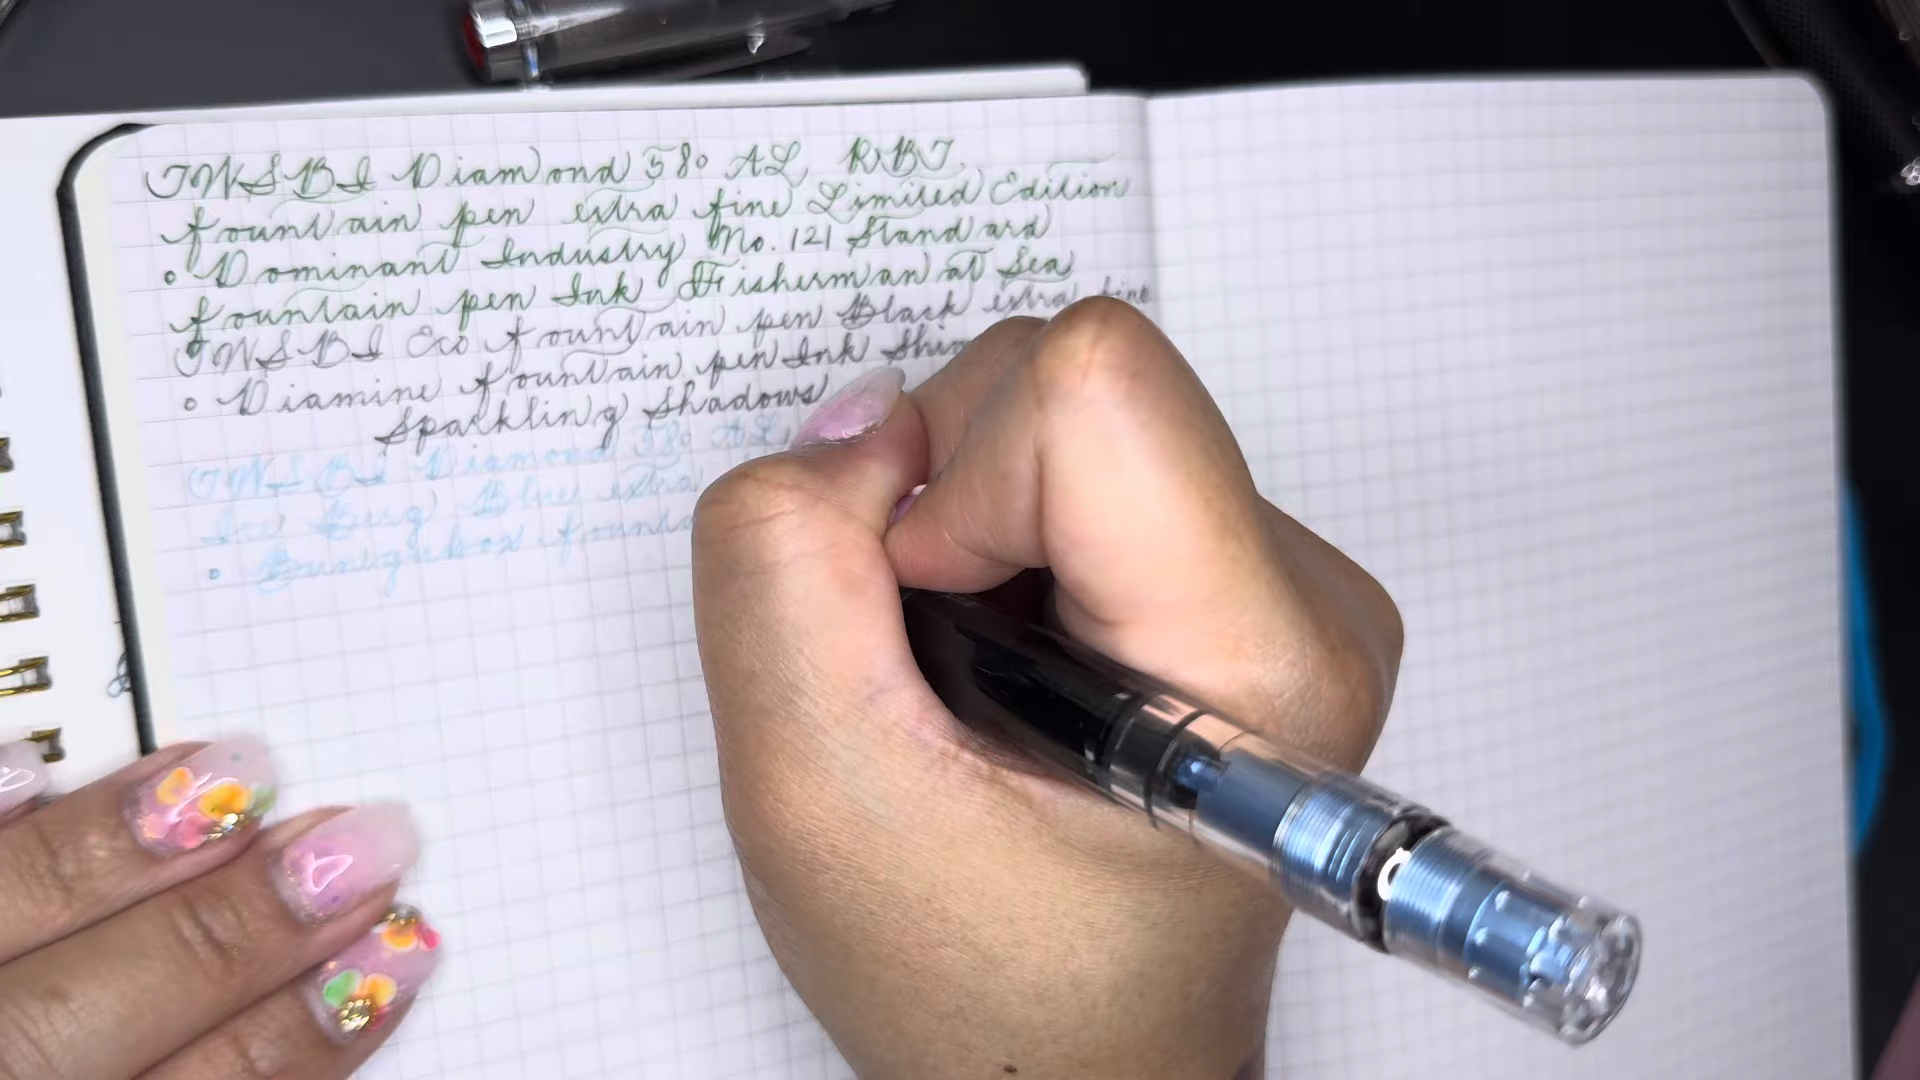 TWSBI Diamond 580 AL RBT.
fountain pen extra fine Limited Edition
• Dominant Industry No. 121 Standard
fountain pen Ink Fisherman at Sea
TWSBI Eco fountain pen Black extra fine
• Diamine fountain pen Ink
Sparkling Shadows
TWSBI Diamond 580 AL
Ice Berg Blue extra
•